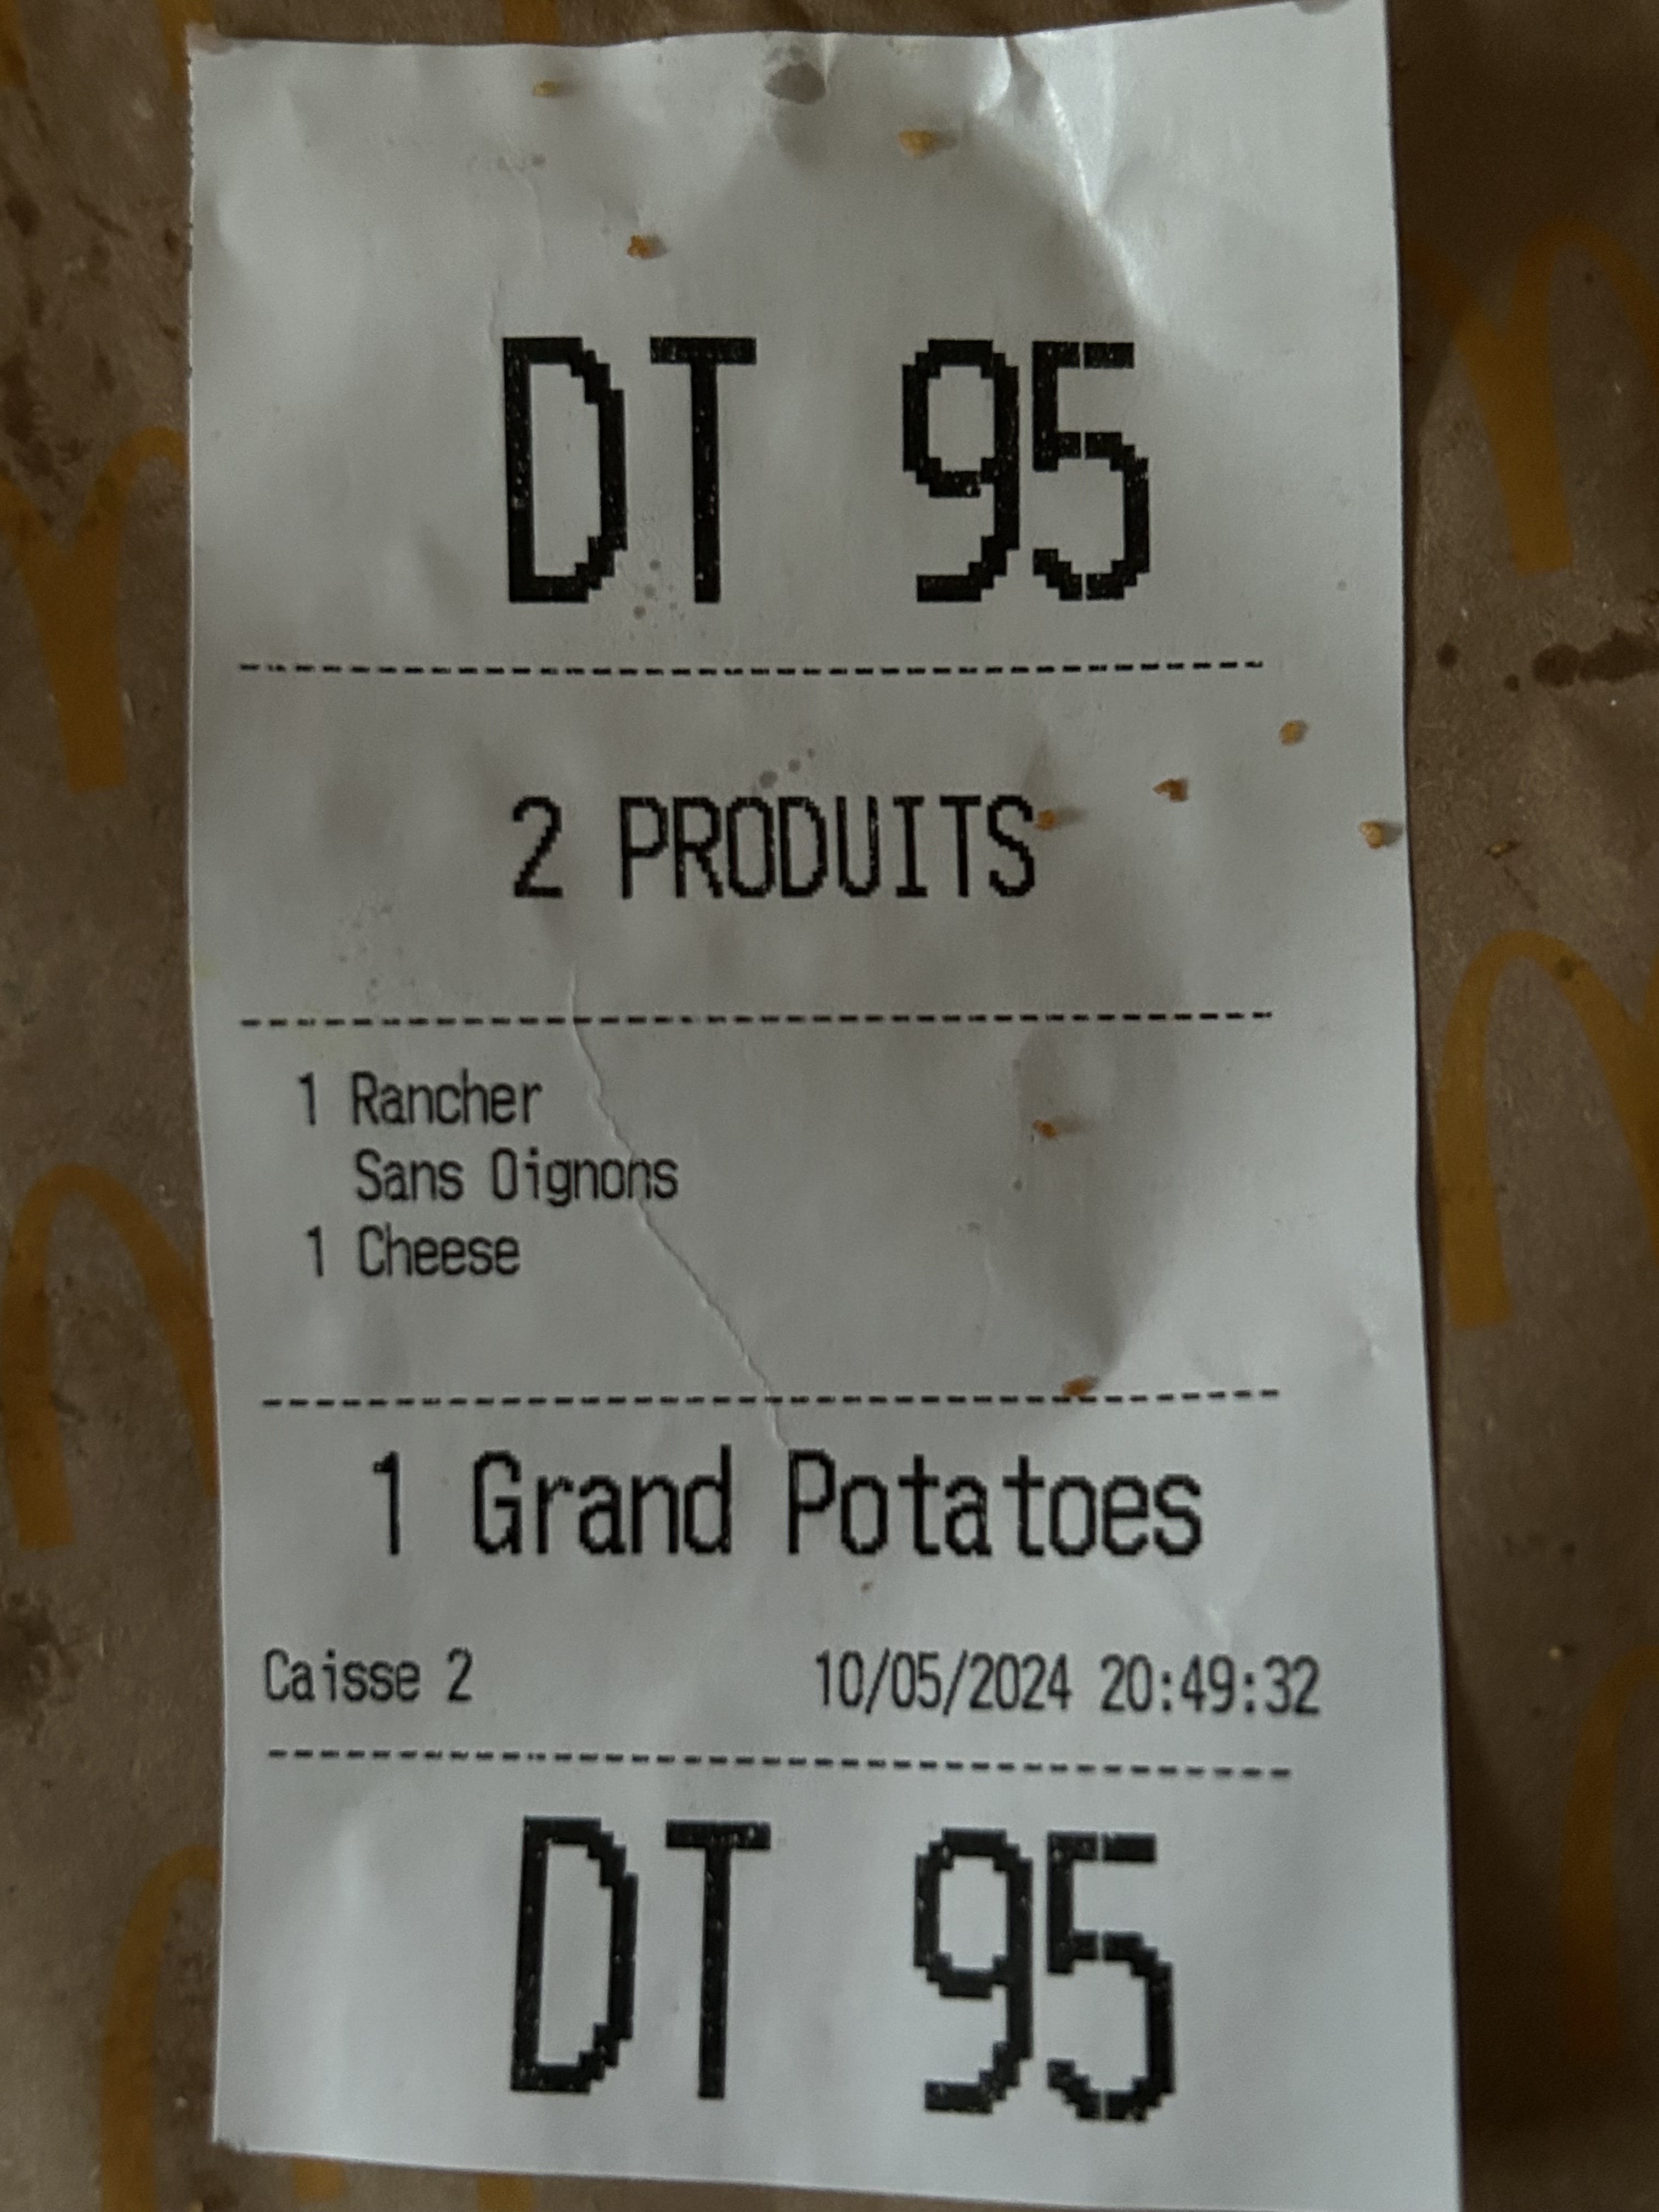 DT 95
2 PRODUITS
1 Rancher
Sans Oignons
1 Cheese
1 Grand Potatoes
Caisse 2 10/05/2024 20:49:32
DT 95